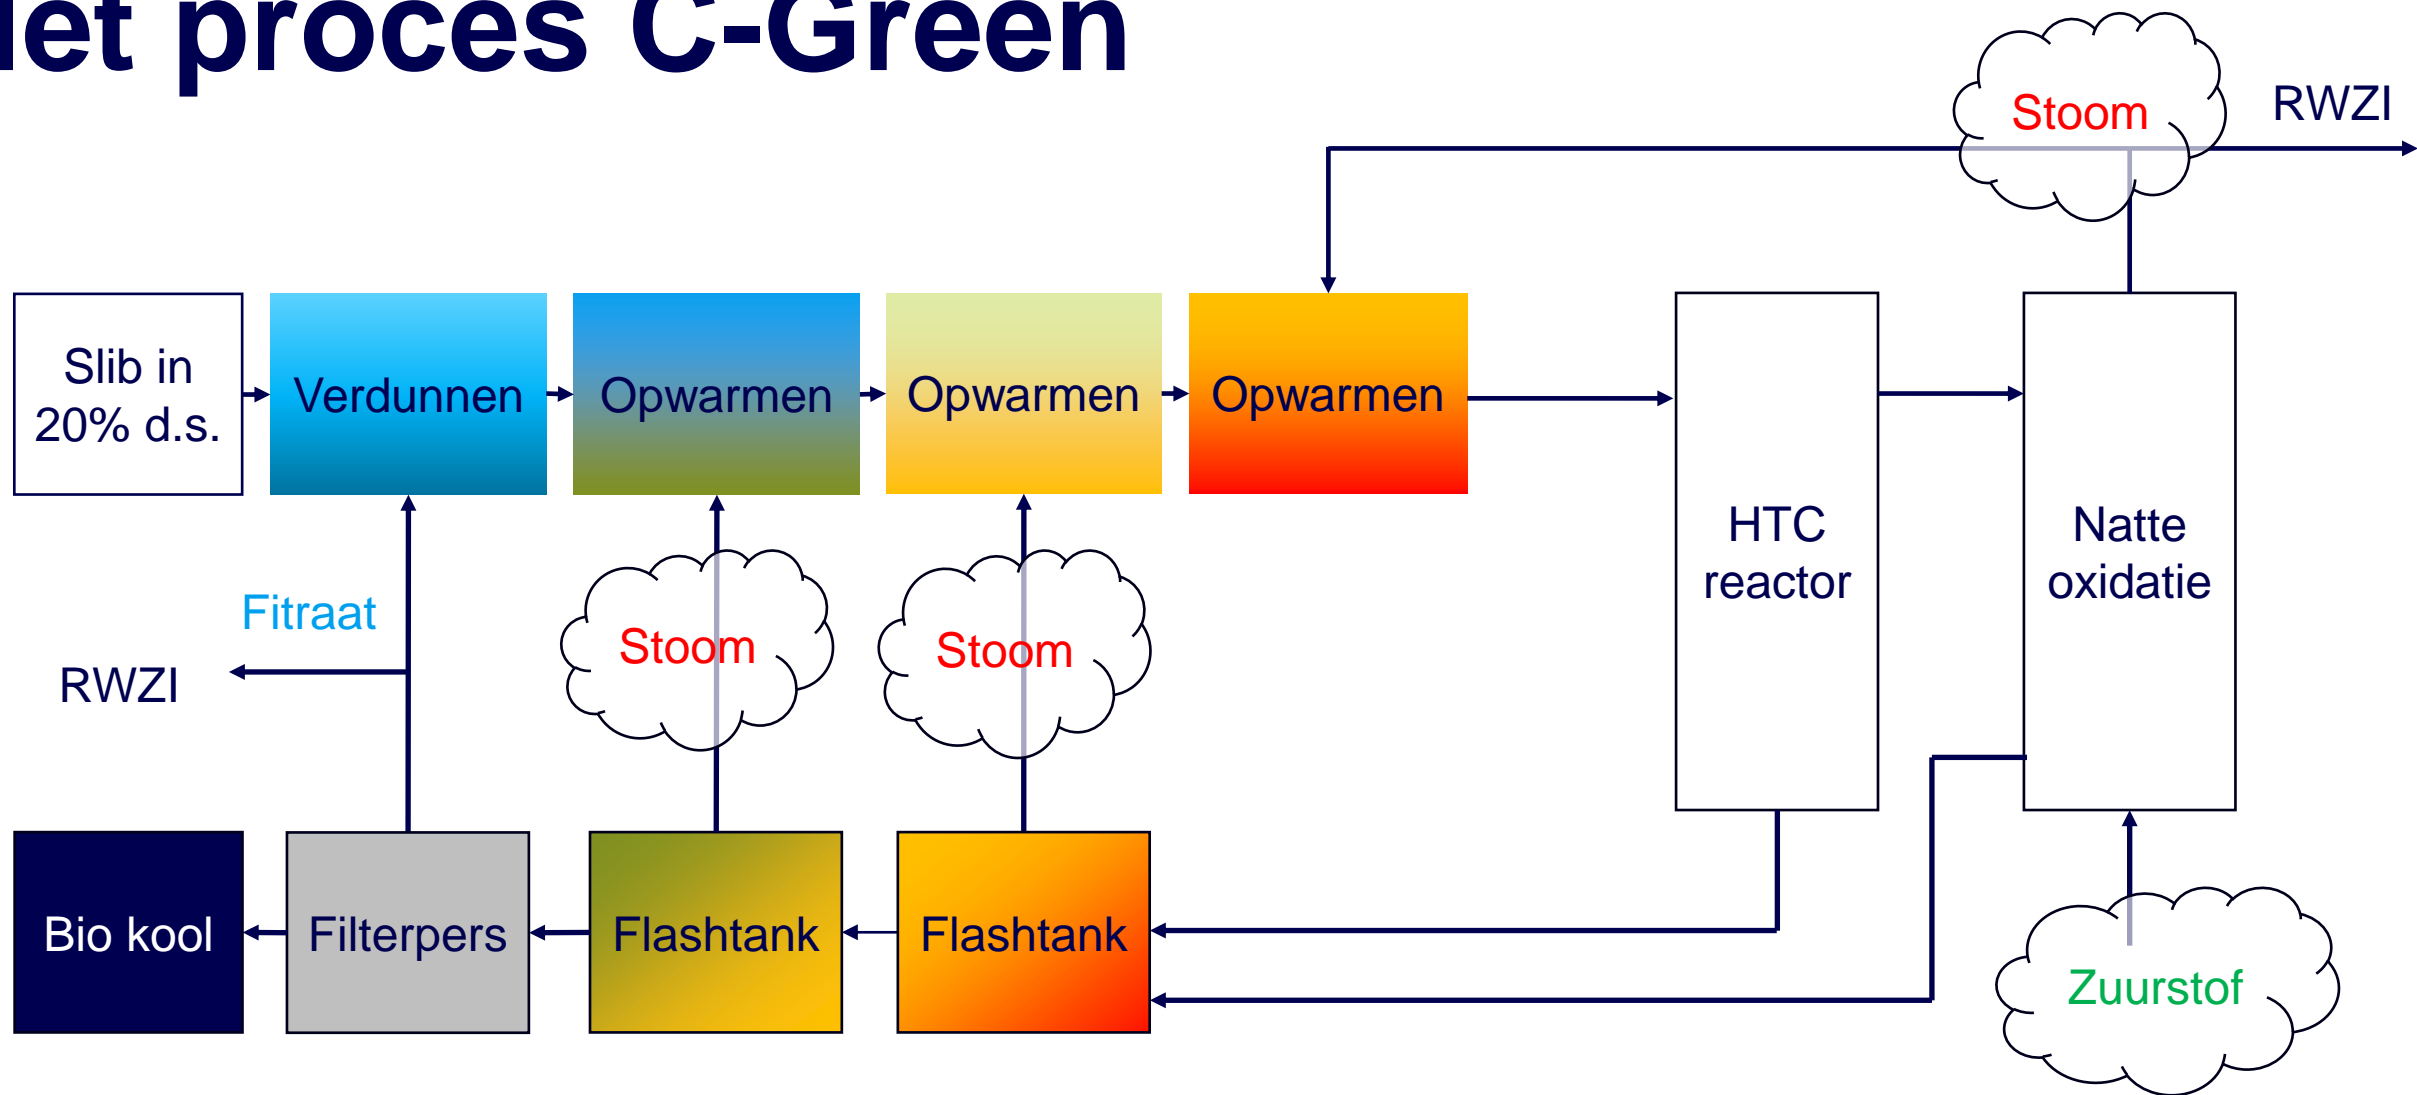 Het proces C-Green
Stoom
RWZI
Slib in
20% d.s.
Verdunnen
Opwarmen
Opwarmen
Opwarmen
HTC
reactor
Natte
oxidatie
Fitraat
RWZI
Stoom
Stoom
Bio kool
Filterpers
Flashtank
Flashtank
Zuurstof